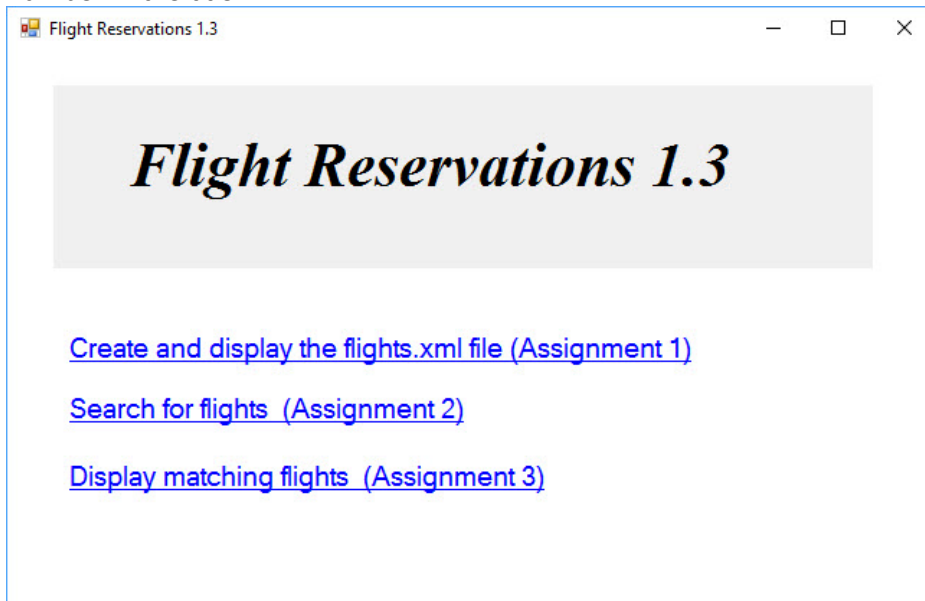 Flight Reservations 1.3
Flight Reservations 1.3
Create and display the flights.xml file (Assignment 1)
Search for flights (Assignment 2)
Display matching flights (Assignment 3)